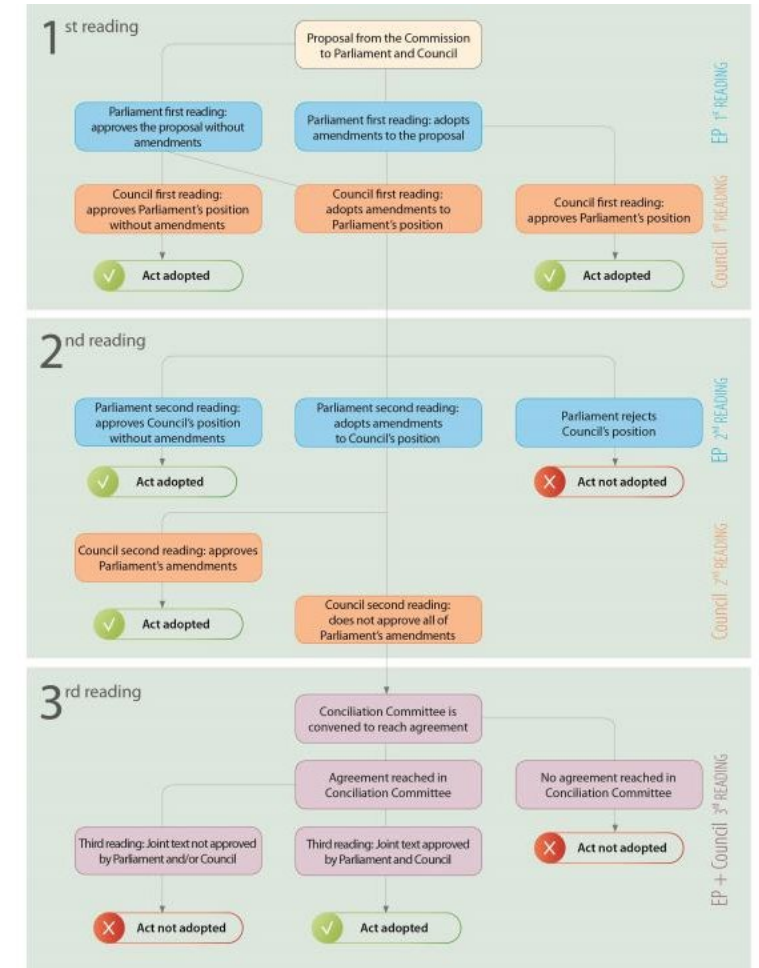 1st reading
Proposal from the Commission
to Parliament and Council
Parliament first reading:
approves the proposal without
amendments
Parliament first reading: adopts
amendments to the proposal
EP 1st READING
Council first reading:
approves Parliament's position
without amendments
Council first reading:
adopts amendments to
Parliament's position
Council first reading:
approves Parliament's position
Council 1st READING
Act adopted
Act adopted
2nd reading
Parliament second reading:
approves Council's position
without amendments
Parliament second reading:
adopts amendments
to Council's position
Parliament rejects
Council's position
EP 2nd READING
Act adopted
Act not adopted
Council second reading: approves
Parliament's amendments
Council 2nd READING
Act adopted
Council second reading:
does not approve all of
Parliament's amendments
3rd reading
Conciliation Committee is
convened to reach agreement
Agreement reached in
Conciliation Committee
No agreement reached in
Conciliation Committee
EP + Council 3rd READING
Third reading: Joint text not approved
by Parliament and/or Council
Third reading: Joint text approved
by Parliament and Council
Act not adopted
Act not adopted
Act adopted